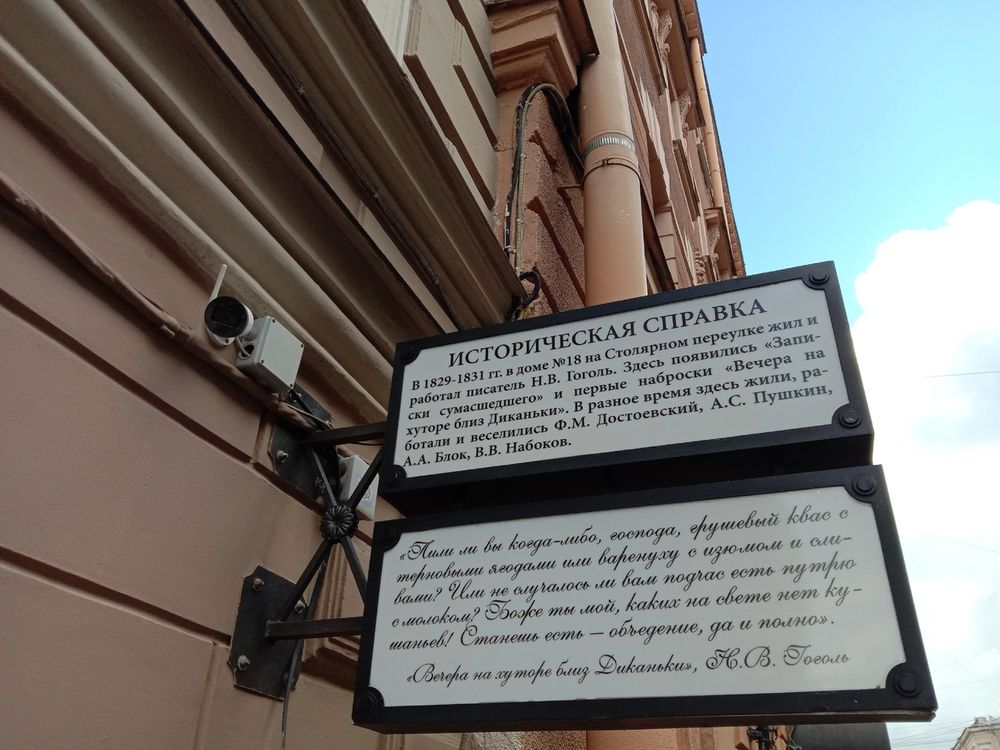 ИСТОРИЧЕСКАЯ СПРАВКА
В 1829-1831 гг. в доме №18 на Столярном переулке жил и
работал писатель Н.В. Гоголь. Здесь появились «Запи-
ски сумасшедшего» и первые наброски «Вечера на
хуторе близ Диканьки». В разное время здесь жили, ра-
ботали и веселились Ф.М. Достоевский, А.С. Пушкин,
А.А. Блок, В.В. Набоков.
«Пили ли вы когда-либо, господа, грушевый квас с
терновыми ягодами или варенуху с изюмом и сли-
вами? Или не случалось ли вам подчас есть путрю
с молоком? Боже ты мой, каких на свете нет ку-
шаньев! Станешь есть – объедение, да и полно».
«Вечера на хуторе близ Диканьки», Н.В. Гоголь